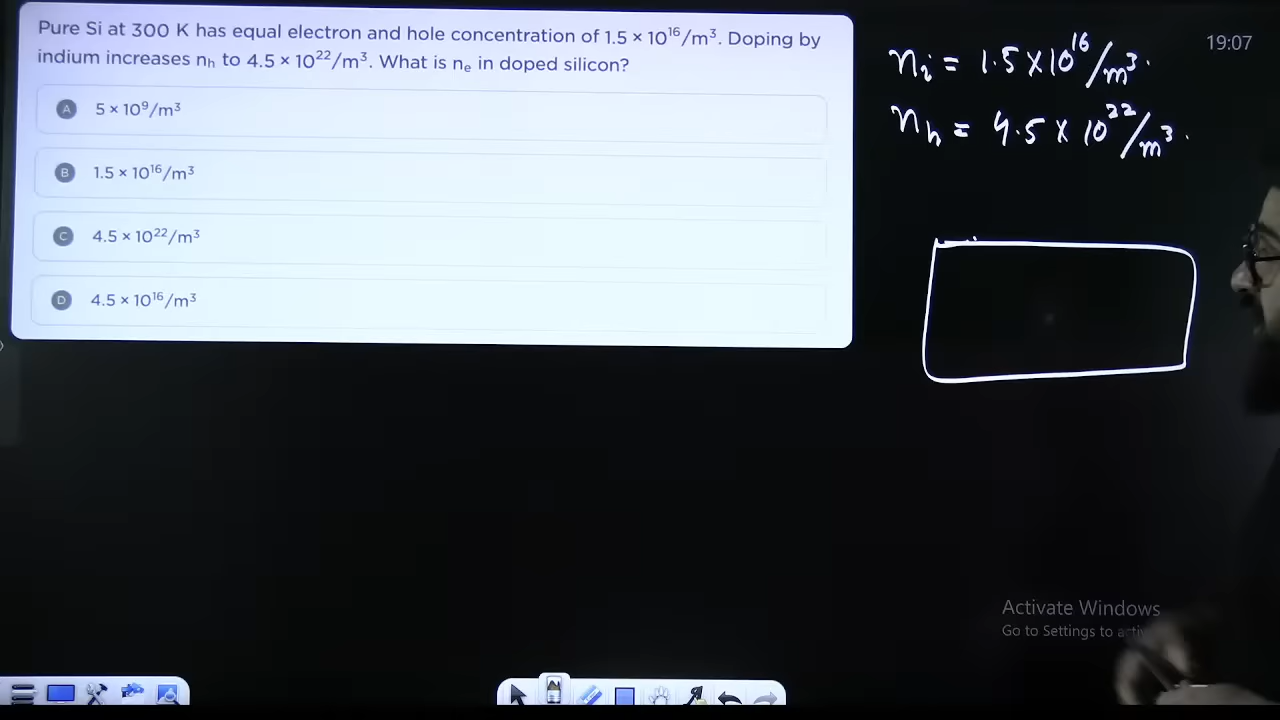 Pure Si at 300 K has equal electron and hole concentration of 1.5 × 10¹⁶/m³. Doping by
indium increases nₕ to 4.5 × 10²²/m³. What is nₑ in doped silicon?
A 5 × 10⁹/m³
B 1.5 × 10¹⁶/m³
C 4.5 × 10²²/m³
D 4.5 × 10¹⁶/m³
nᵢ = 1.5 × 10¹⁶/m³.
nₕ = 4.5 × 10²²/m³.
19:07
Activate Windows
Go to Settings to activ